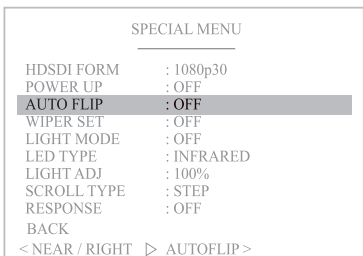 SPECIAL MENU
HDSDI FORM : 1080p30
POWER UP : OFF
AUTO FLIP : OFF
WIPER SET : OFF
LIGHT MODE : OFF
LED TYPE : INFRARED
LIGHT ADJ : 100%
SCROLL TYPE : STEP
RESPONSE : OFF
BACK
< NEAR / RIGHT ▷ AUTOFLIP >